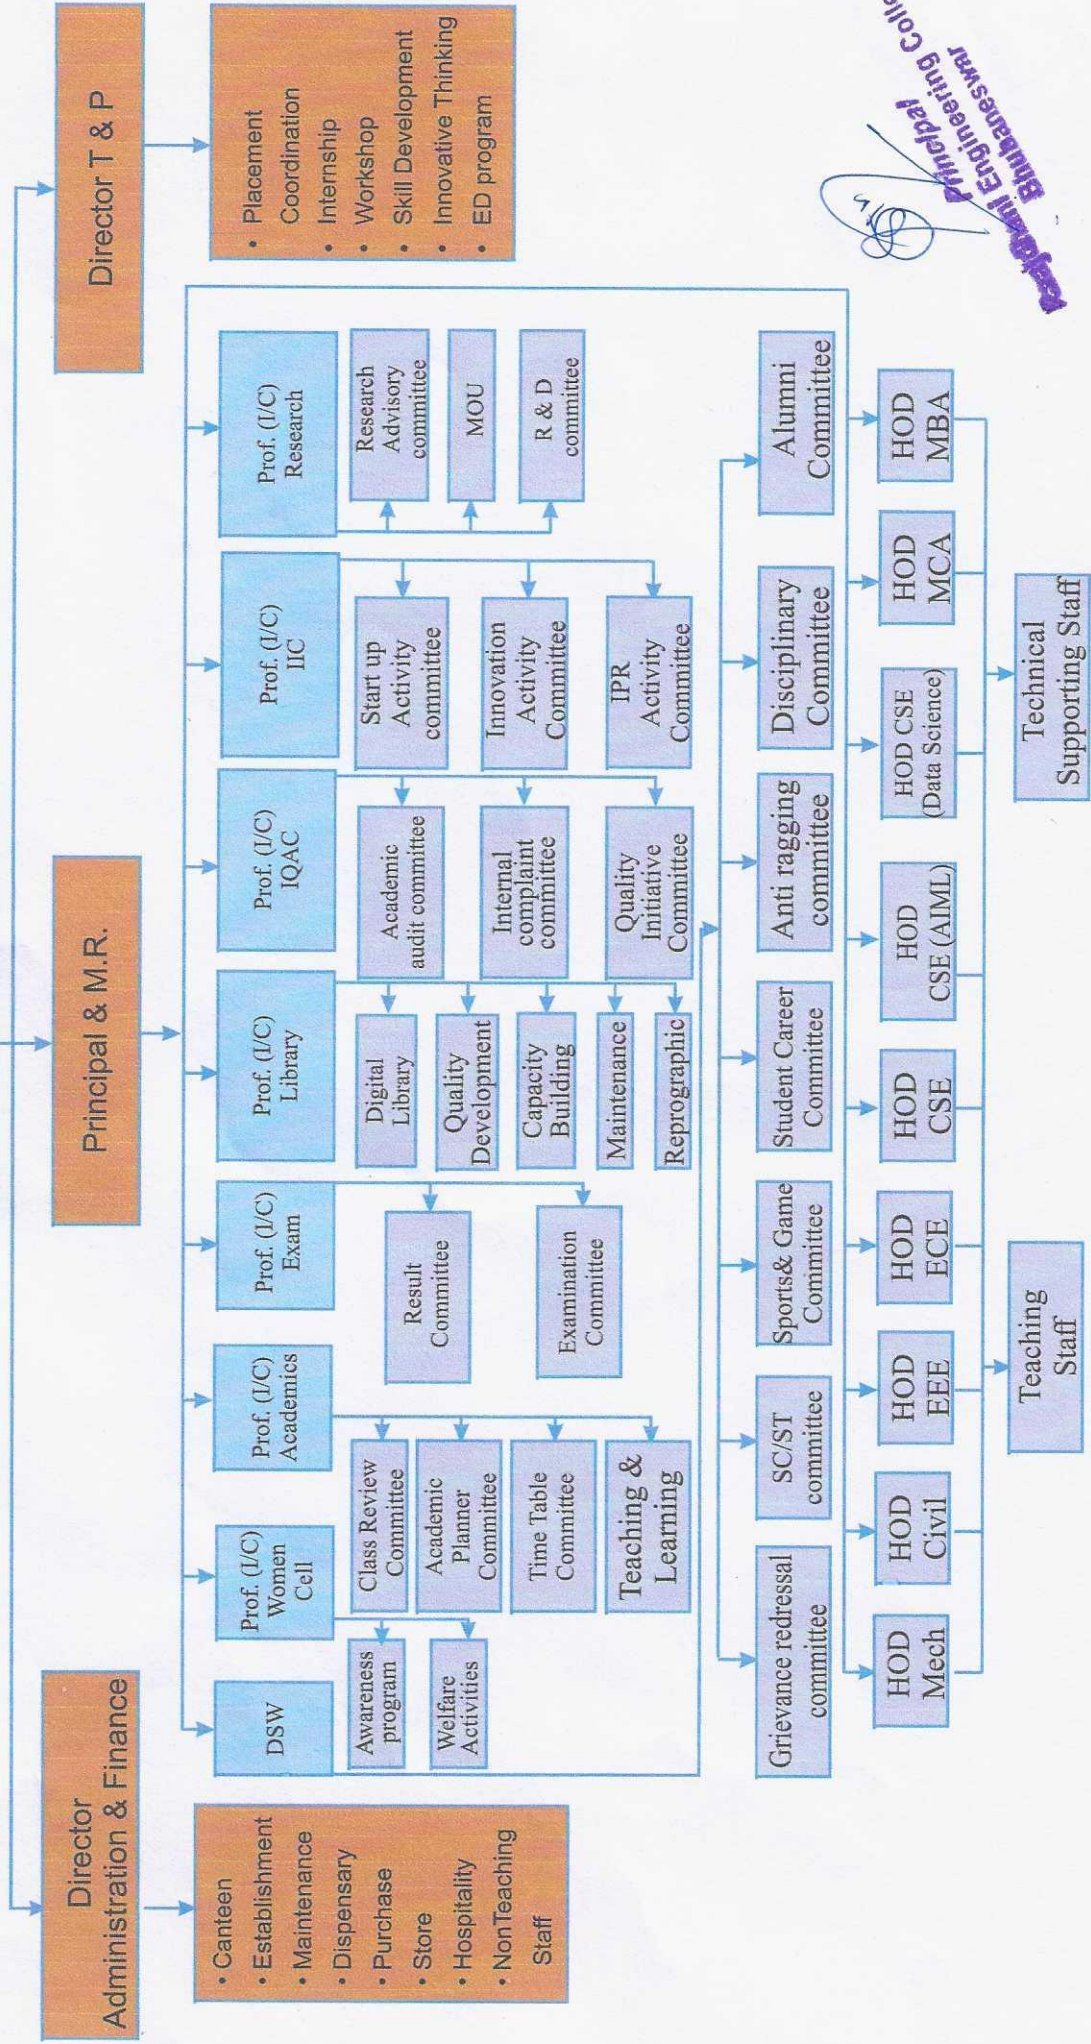 Director
Administration & Finance
Principal & M.R.
Director T & P
• Canteen
• Establishment
• Maintenance
• Dispensary
• Purchase
• Store
• Hospitality
• NonTeaching
Staff
• Placement
Coordination
• Internship
• Workshop
• Skill Development
• Innovative Thinking
• ED program
DSW
Prof. (I/C)
Women
Cell
Prof. (I/C)
Academics
Prof. (I/C)
Exam
Prof. (I/C)
Library
Prof. (I/C)
IQAC
Prof. (I/C)
IIC
Prof. (I/C)
Research
Awareness
program
Welfare
Activities
Class Review
Committee
Academic
Planner
Committee
Time Table
Committee
Teaching &
Learning
Result
Committee
Examination
Committee
Digital
Library
Quality
Development
Capacity
Building
Maintenance
Reprographic
Academic
audit committee
Internal
complaint
committee
Quality
Initiative
Committee
Start up
Activity
committee
Innovation
Activity
Committee
IPR
Activity
Committee
Research
Advisory
committee
MOU
R & D
committee
Grievance redressal
committee
SC/ST
committee
Sports& Game
Committee
Student Career
Committee
Anti ragging
committee
Disciplinary
Committee
Alumni
Committee
HOD
Mech
HOD
Civil
HOD
EEE
HOD
ECE
HOD
CSE
HOD
CSE (AIML)
HOD CSE
(Data Science)
HOD
MCA
HOD
MBA
Teaching
Staff
Technical
Supporting Staff
Principal
Engineering
Bhubaneswar